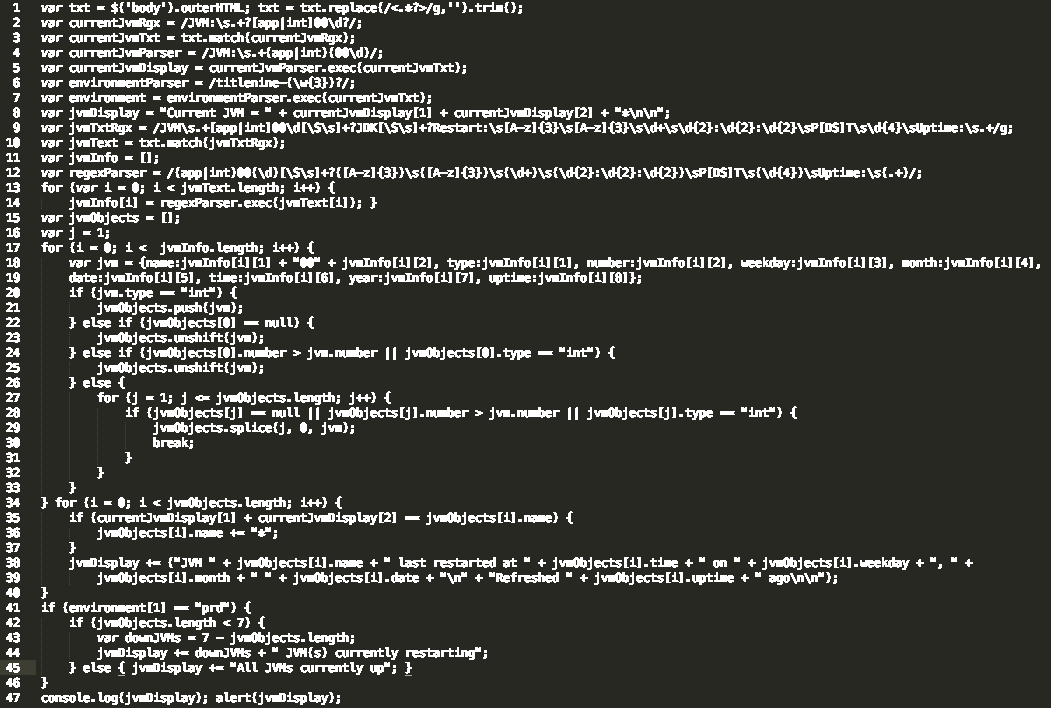 1 var txt = $('body').outerHTML; txt = txt.replace(/<.*?>/g,'').trim();
2 var currentJvmRgx = /JVM:\s.+?[app|int]00\d?/;
3 var currentJvmTxt = txt.match(currentJvmRgx);
4 var currentJvmParser = /JVM:\s.+(app|int)(00\d)/;
5 var currentJvmDisplay = currentJvmParser.exec(currentJvmTxt);
6 var environmentParser = /titlenine-(\w{3})?/;
7 var environment = environmentParser.exec(currentJvmTxt);
8 var jvmDisplay = "Current JVM = " + currentJvmDisplay[1] + currentJvmDisplay[2] + "*\n\n";
9 var jvmTxtRgx = /JVM\s.+[app|int]00\d[\S\s]+?JDK[\S\s]+?Restart:\s[A-z]{3}\s[A-z]{3}\s\d+\s\d{2}:\d{2}:\d{2}\sP[DS]T\s\d{4}\sUptime:\s.+/g;
10 var jvmText = txt.match(jvmTxtRgx);
11 var jvmInfo = [];
12 var regexParser = /(app|int)00(\d)[\S\s]+?([A-z]{3})\s([A-z]{3})\s(\d+)\s(\d{2}:\d{2}:\d{2})\sP[DS]T\s(\d{4})\sUptime:\s(.+)/;
13 for (var i = 0; i < jvmText.length; i++) {
14 jvmInfo[i] = regexParser.exec(jvmText[i]); }
15 var jvmObjects = [];
16 var j = 1;
17 for (i = 0; i < jvmInfo.length; i++) {
18 var jvm = {name:jvmInfo[i][1] + "00" + jvmInfo[i][2], type:jvmInfo[i][1], number:jvmInfo[i][2], weekday:jvmInfo[i][3], month:jvmInfo[i][4],
19 date:jvmInfo[i][5], time:jvmInfo[i][6], year:jvmInfo[i][7], uptime:jvmInfo[i][8]};
20 if (jvm.type == "int") {
21 jvmObjects.push(jvm);
22 } else if (jvmObjects[0] == null) {
23 jvmObjects.unshift(jvm);
24 } else if (jvmObjects[0].number > jvm.number || jvmObjects[0].type == "int") {
25 jvmObjects.unshift(jvm);
26 } else {
27 for (j = 1; j <= jvmObjects.length; j++) {
28 if (jvmObjects[j] == null || jvmObjects[j].number > jvm.number || jvmObjects[j].type == "int") {
29 jvmObjects.splice(j, 0, jvm);
30 break;
31 }
32 }
33 }
34 } for (i = 0; i < jvmObjects.length; i++) {
35 if (currentJvmDisplay[1] + currentJvmDisplay[2] == jvmObjects[i].name) {
36 jvmObjects[i].name += "*";
37 }
38 jvmDisplay += ("JVM " + jvmObjects[i].name + " last restarted at " + jvmObjects[i].time + " on " + jvmObjects[i].weekday + ", " +
39 jvmObjects[i].month + " " + jvmObjects[i].date + "\n" + "Refreshed " + jvmObjects[i].uptime + " ago\n\n");
40 }
41 if (environment[1] == "prd") {
42 if (jvmObjects.length < 7) {
43 var downJVMs = 7 - jvmObjects.length;
44 jvmDisplay += downJVMs + " JVM(s) currently restarting";
45 } else { jvmDisplay += "All JVMs currently up"; }
46 }
47 console.log(jvmDisplay); alert(jvmDisplay);